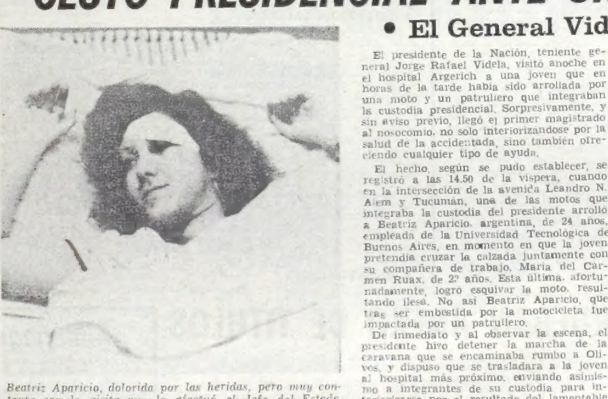 PRESIDENCIAL ANTE
• El General Vid
El presidente de la Nación, teniente ge-
neral Jorge Rafael Videla, visitó anoche en
el hospital Argerich a una joven que en
horas de la tarde había sido arrollada por
una moto y un patrullero que integraban
la custodia presidencial. Sorpresivamente, y
sin aviso previo, llegó el primer magistrado
al nosocomio, no solo interiorizándose por la
salud de la accidentada, sino también ofre-
ciendo cualquier tipo de ayuda.
El hecho, según se pudo establecer, se
registró a las 14.50 de la víspera, cuando
en la intersección de la avenida Leandro N.
Alem y Tucumán, una de las motos que
integraba la custodia del presidente arrolló
a Beatriz Aparicio, argentina, de 24 años,
empleada de la Universidad Tecnológica de
Buenos Aires, en momento en que la joven
pretendía cruzar la calzada juntamente con
su compañera de trabajo, María del Car-
men Ruax, de 2? años. Esta última, afortu-
nadamente, logró esquivar la moto, resul-
tando ilesa. No así Beatriz Aparicio, que
tras ser embestida por la motocicleta fue
impactada por un patrullero.
De inmediato y al observar la escena, el
presidente hizo detener la marcha de la
caravana que se encaminaba rumbo a Oli-
vos, y dispuso que se trasladara a la joven
al hospital más próximo, enviando asimis-
mo a integrantes de su custodia para in-
por el resultado del lamentable
Beatriz Aparicio, dolorida por las heridas, pero muy con-
visita que le efectuó el Jefe del Estado